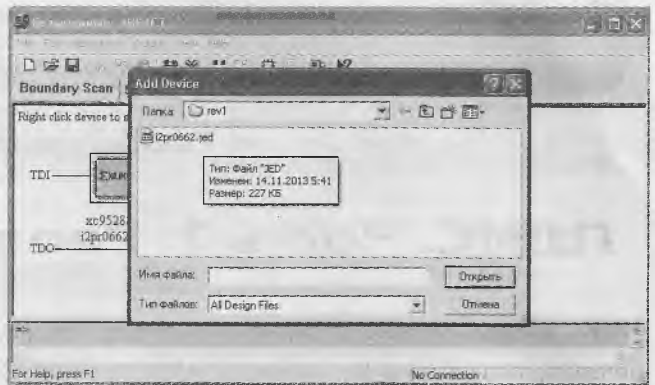 Boundary Scan
Add Device
Right click device to s
Папка: rev1
i2pr0662.jed
TDI
Тип: Файл "JED"
Изменен: 14.11.2013 5:41
Размер: 227 КБ
xc9528
i2pr0662
TDO
Имя файла:
Открыть
Тип файлов: All Design Files
Отмена
For Help, press F1
No Connection